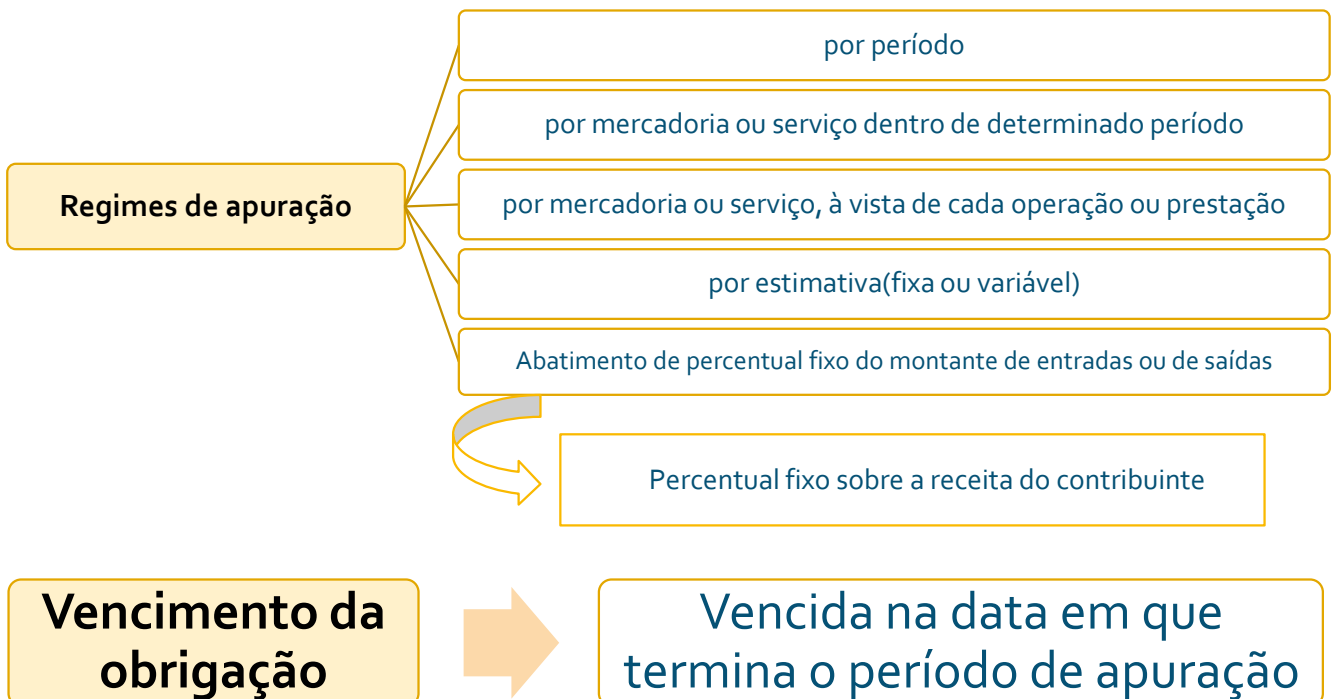 por período
por mercadoria ou serviço dentro de determinado período
Regimes de apuração
por mercadoria ou serviço, à vista de cada operação ou prestação
por estimativa(fixa ou variável)
Abatimento de percentual fixo do montante de entradas ou de saídas
Percentual fixo sobre a receita do contribuinte
Vencimento da
obrigação
Vencida na data em que
termina o período de apuração